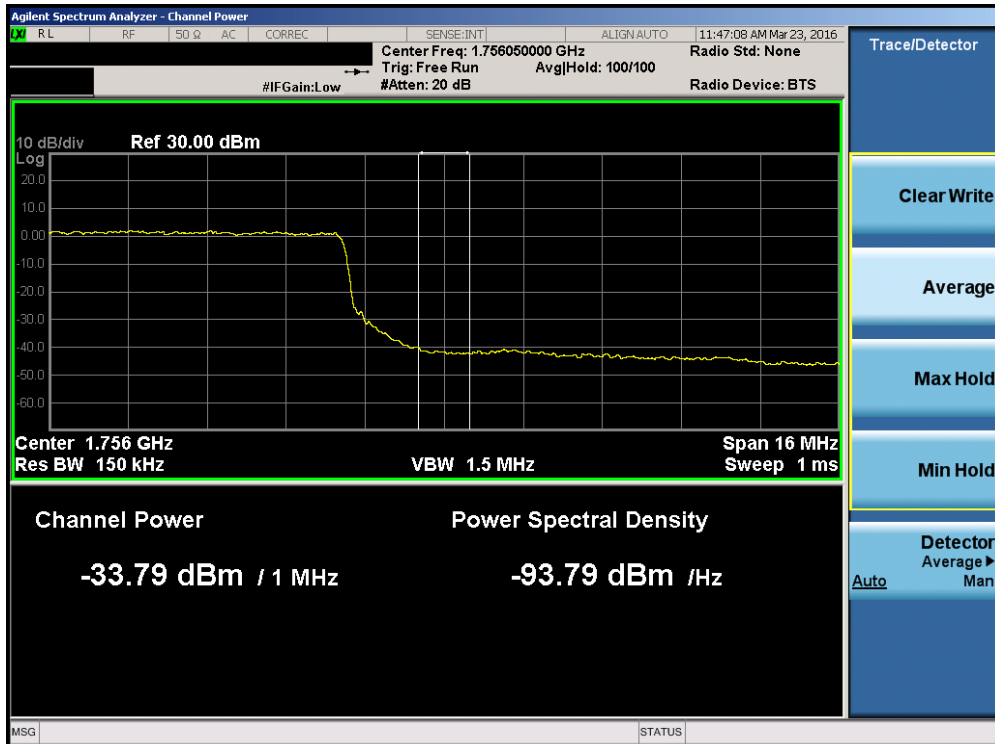 Agilent Spectrum Analyzer - Channel Power
LXI RL RF 50 Ω AC CORREC SENSE:INT ALIGN AUTO 11:47:08 AM Mar 23, 2016
Center Freq: 1.756050000 GHz Radio Std: None
Trig: Free Run Avg|Hold: 100/100
#IFGain:Low #Atten: 20 dB Radio Device: BTS
10 dB/div Ref 30.00 dBm
Log
20.0
10.0
0.00
-10.0
-20.0
-30.0
-40.0
-50.0
-60.0
Center 1.756 GHz Span 16 MHz
Res BW 150 kHz VBW 1.5 MHz Sweep 1 ms
Channel Power Power Spectral Density
-33.79 dBm / 1 MHz -93.79 dBm /Hz
Trace/Detector
Clear Write
Average
Max Hold
Min Hold
Detector
Average▶
Auto Man
MSG STATUS